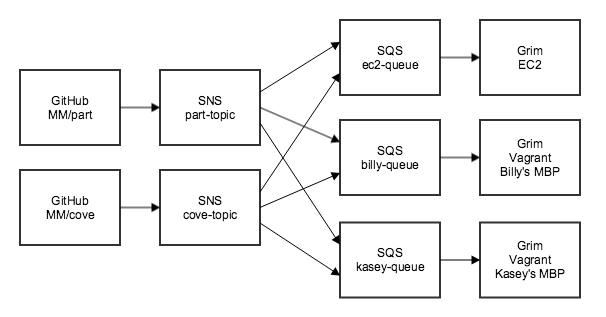 GitHub
MM/part
SNS
part-topic
GitHub
MM/cove
SNS
cove-topic
SQS
ec2-queue
Grim
EC2
SQS
billy-queue
Grim
Vagrant
Billy's MBP
SQS
kasey-queue
Grim
Vagrant
Kasey's MBP